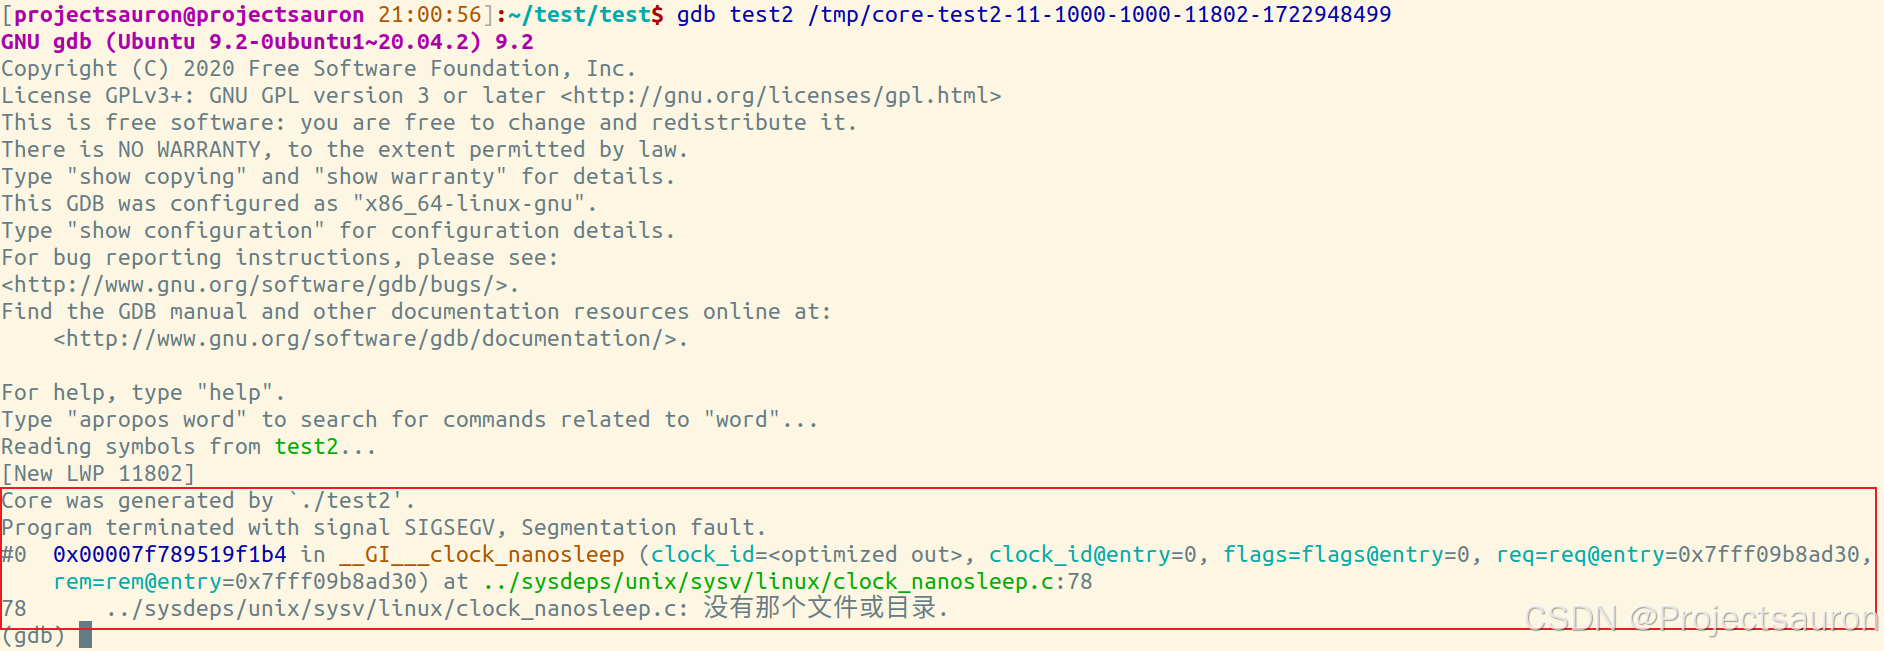 [projectsauron@projectsauron 21:00:56]:~/test/test$ gdb test2 /tmp/core-test2-11-1000-1000-11802-1722948499
GNU gdb (Ubuntu 9.2-0ubuntu1~20.04.2) 9.2
Copyright (C) 2020 Free Software Foundation, Inc.
License GPLv3+: GNU GPL version 3 or later <http://gnu.org/licenses/gpl.html>
This is free software: you are free to change and redistribute it.
There is NO WARRANTY, to the extent permitted by law.
Type "show copying" and "show warranty" for details.
This GDB was configured as "x86_64-linux-gnu".
Type "show configuration" for configuration details.
For bug reporting instructions, please see:
<http://www.gnu.org/software/gdb/bugs/>.
Find the GDB manual and other documentation resources online at:
    <http://www.gnu.org/software/gdb/documentation/>.

For help, type "help".
Type "apropos word" to search for commands related to "word"...
Reading symbols from test2...
[New LWP 11802]
Core was generated by `./test2'.
Program terminated with signal SIGSEGV, Segmentation fault.
#0  0x00007f789519f1b4 in __GI___clock_nanosleep (clock_id=<optimized out>, clock_id@entry=0, flags=flags@entry=0, req=req@entry=0x7fff09b8ad30,
    rem=rem@entry=0x7fff09b8ad30) at ../sysdeps/unix/sysv/linux/clock_nanosleep.c:78
78      ../sysdeps/unix/sysv/linux/clock_nanosleep.c: 没有那个文件或目录.
(gdb)
CSDN @Projectsauron